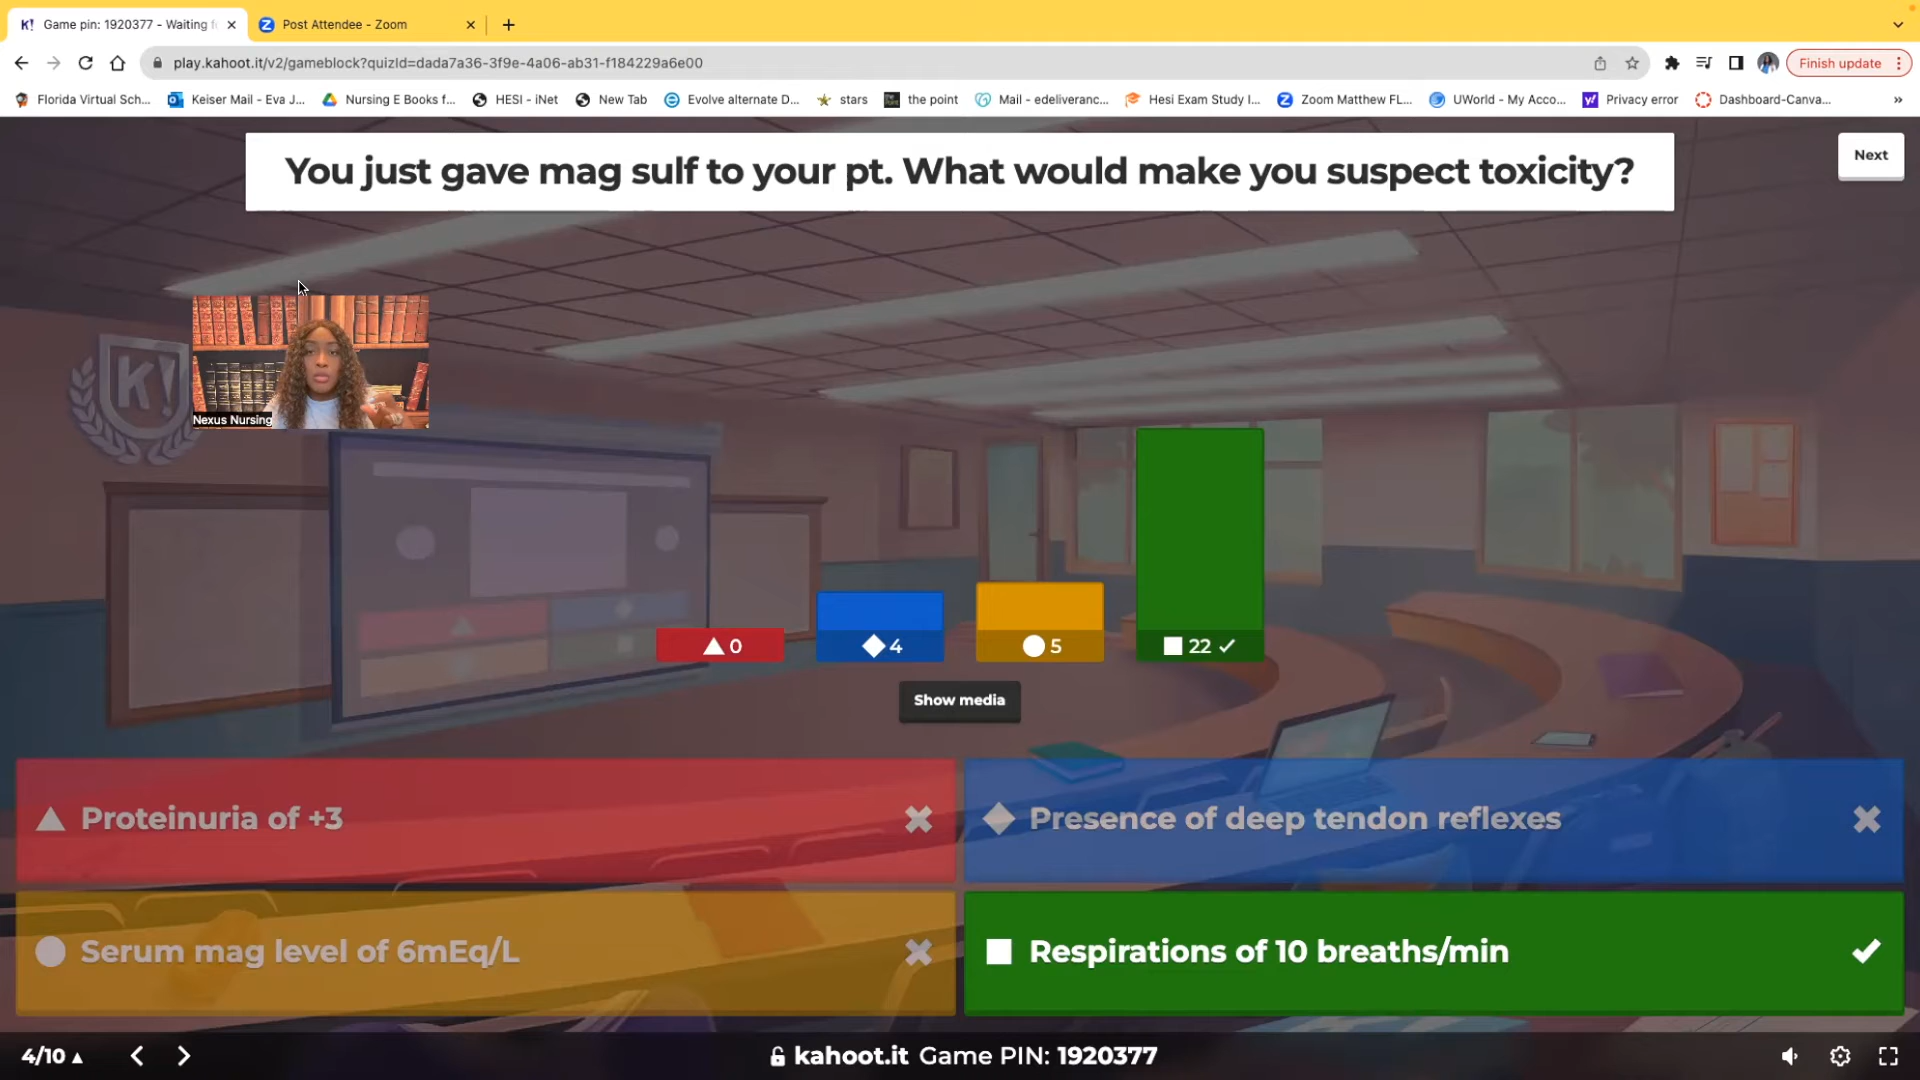 K! Game pin: 1920377 - Waiting f
Post Attendee - Zoom
play.kahoot.it/v2/gameblock?quizId=dada7a36-3f9e-4a06-ab31-f184229a6e00
Finish update
Florida Virtual Sch...
Keiser Mail - Eva J...
Nursing E Books f...
HESI - iNet
New Tab
Evolve alternate D...
stars
the point
Mail - edeliveranc...
Hesi Exam Study I...
Zoom Matthew FL...
UWorld - My Acco...
Privacy error
Dashboard-Canva...
You just gave mag sulf to your pt. What would make you suspect toxicity?
Next
K!
Nexus Nursing
0
4
5
22
Show media
Proteinuria of +3
Presence of deep tendon reflexes
Serum mag level of 6mEq/L
Respirations of 10 breaths/min
4/10
kahoot.it Game PIN: 1920377